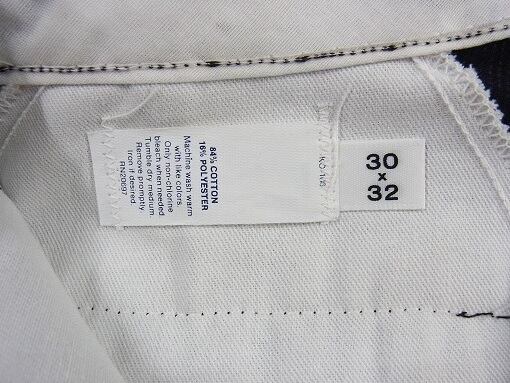 84% COTTON
16% POLYESTER
Machine wash warm
with like colors.
Only non-chlorine
bleach when needed
Tumble dry medium.
Remove promptly.
Iron if desired.
RN20697
30
x
32